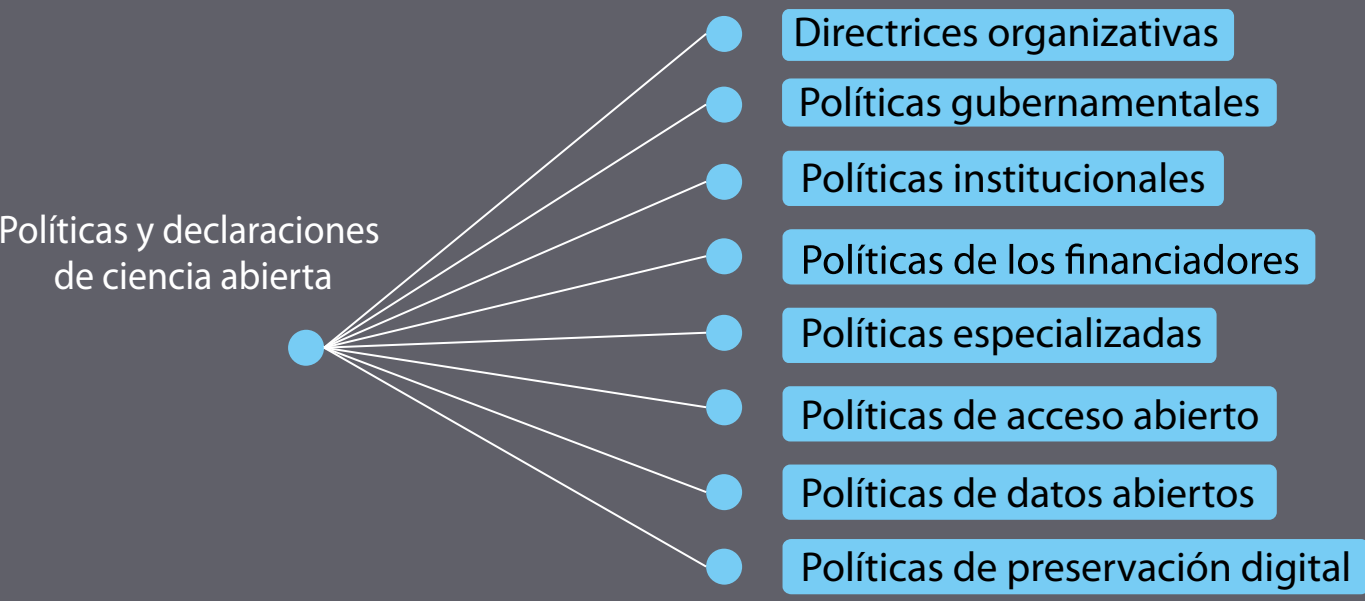 Políticas y declaraciones
de ciencia abierta
Directrices organizativas
Políticas gubernamentales
Políticas institucionales
Políticas de los financiadores
Políticas especializadas
Políticas de acceso abierto
Políticas de datos abiertos
Políticas de preservación digital